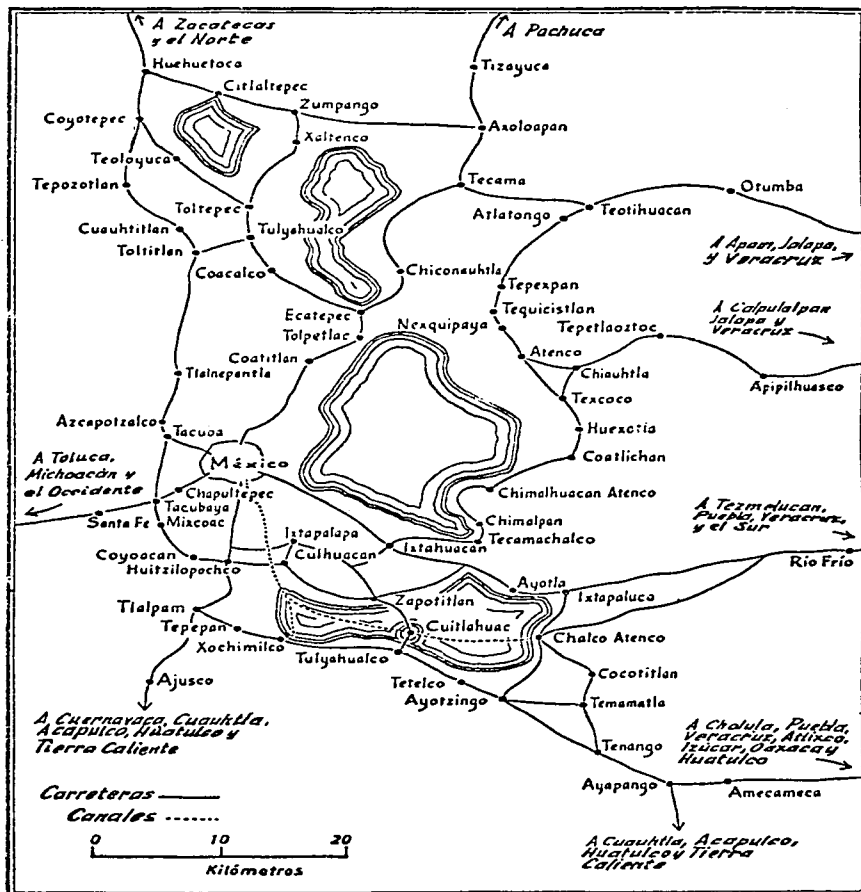 A Zacatecas
y el Norte
A Pachuca
Huehuetoca
Tizayuca
Citlaltepec
Zumpango
Coyotepec
Xaltenco
Axoloapan
Teoloyuca
Tepozotlan
Tecama
Otumba
Toltepec
Atlatongo
Teotihuacan
Cuauhtitlan
Tulyahualco
Toltitlan
A Apam, Jalapa,
y Veracruz
Coacalco
Chiconauhtla
Tepexpan
Ecatepec
Tequicistlan
A Calpulalpan
Jalapa y
Veracruz
Tolpetlac
Nexquipaya
Tepetlaoztoc
Coatitlan
Atenco
Tlalnepantla
Chiauhtla
Apipilhuasco
Texcoco
Azcapotzalco
Tacuba
Huexotla
A Toluca,
Michoacán y
el Occidente
México
Coatlichan
Chapultepec
Chimalhuacan Atenco
Tacubaya
Santa Fe
Mixcoac
A Tezmelucan,
Puebla, Veracruz,
y el Sur
Chimalpan
Ixtapalapa
Tecamachalco
Coyoacan
Culhuacan
Ixtahuacan
Huitzilopochco
Rio Frío
Ayotla
Ixtapaluca
Tlalpam
Zapotitlan
Tepepan
Cuitlahuac
Chalco Atenco
Xochimilco
Tulyahualco
Cocotitlan
Ajusco
Tetelco
Ayotzingo
Temamatla
A Cuernavaca, Cuauhtla,
Acapulco, Huatulco y
Tierra Caliente
Tenango
A Cholula, Puebla,
Veracruz, Atlixco,
Izúcar, Oaxaca y
Huatulco
Ayapango
Amecameca
Carreteras
Canales
0 10 20
Kilómetros
A Cuauhtla, Acapulco,
Huatulco y Tierra
Caliente